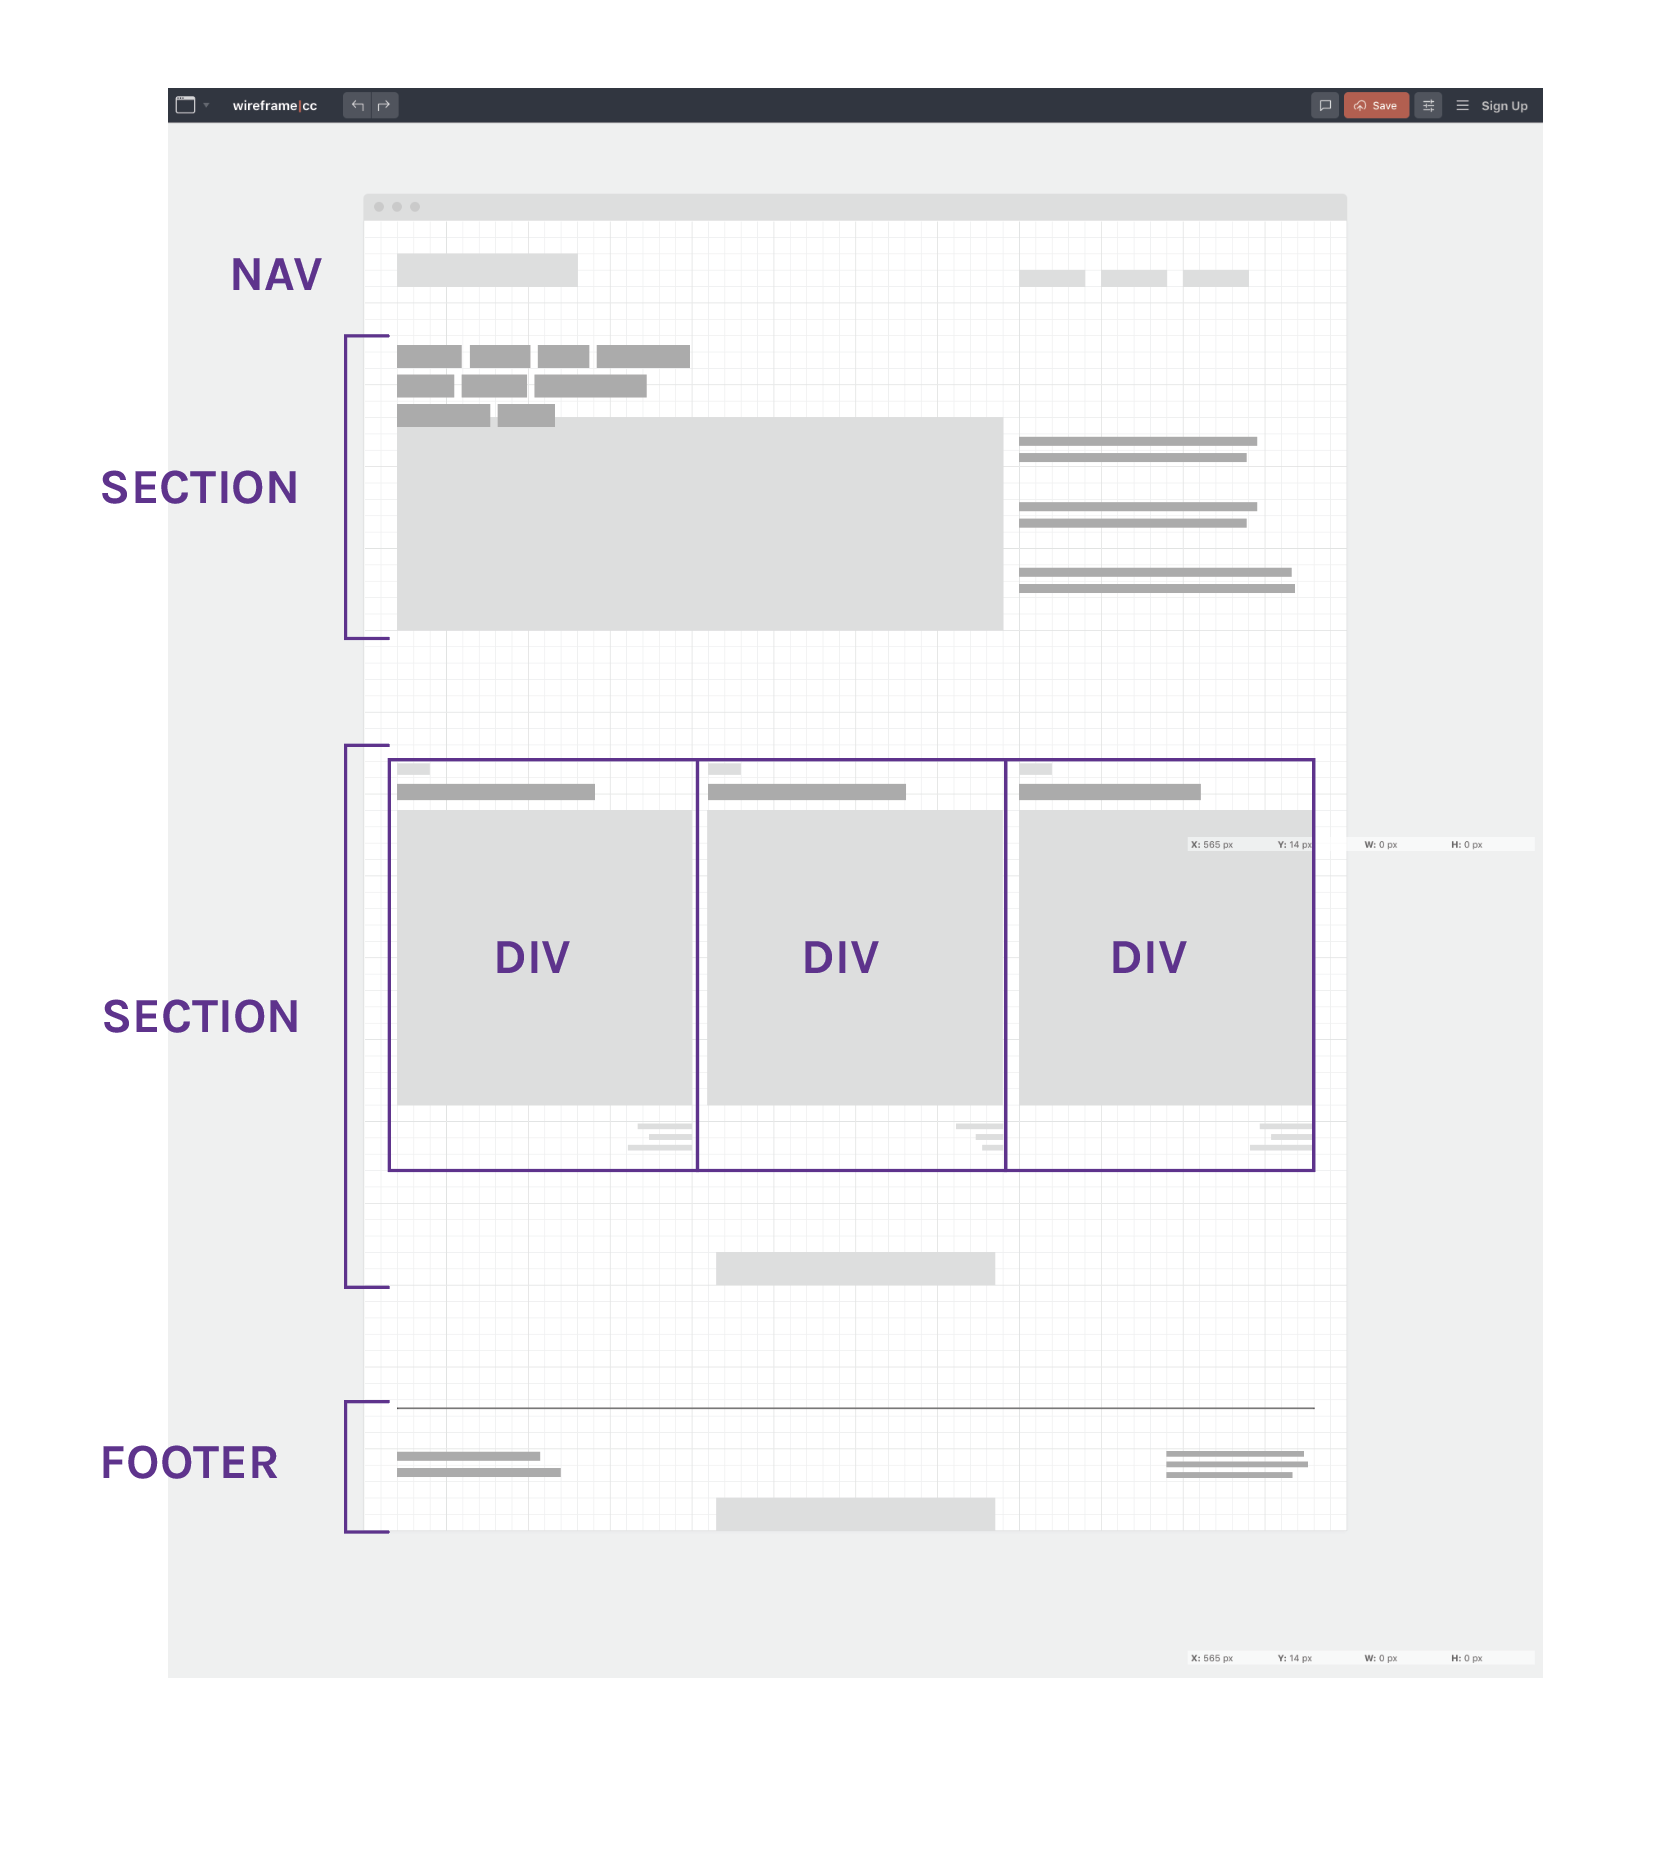 wireframe|cc
Save
Sign Up
NAV
SECTION
X: 565 px Y: 14 px W: 0 px H: 0 px
DIV DIV DIV
SECTION
FOOTER
X: 565 px Y: 14 px W: 0 px H: 0 px